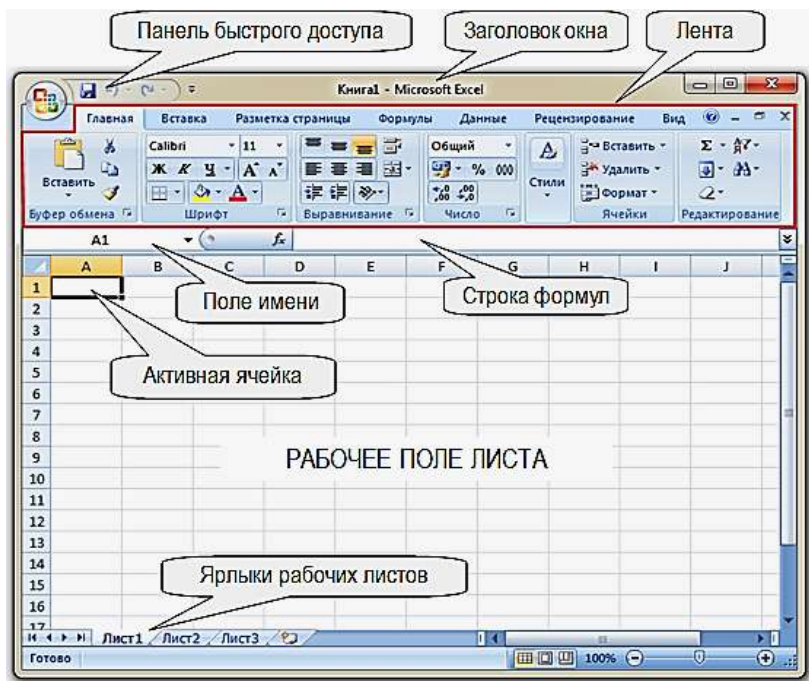 Панель быстрого доступа
Заголовок окна
Лента
Книга1 - Microsoft Excel
Главная Вставка Разметка страницы Формулы Данные Рецензирование Вид
Вставить
Буфер обмена
Calibri 11
Ж К Ч
Шрифт
Выравнивание
Общий
% 000
Число
Стили
Вставить
Удалить
Формат
Ячейки
Σ
Редактирование
A1
fx
A B C D E F G H I J
Поле имени
Строка формул
Активная ячейка
РАБОЧЕЕ ПОЛЕ ЛИСТА
Ярлыки рабочих листов
1
2
3
4
5
6
7
8
9
10
11
12
13
14
15
16
17
Лист1 Лист2 Лист3
Готово
100%